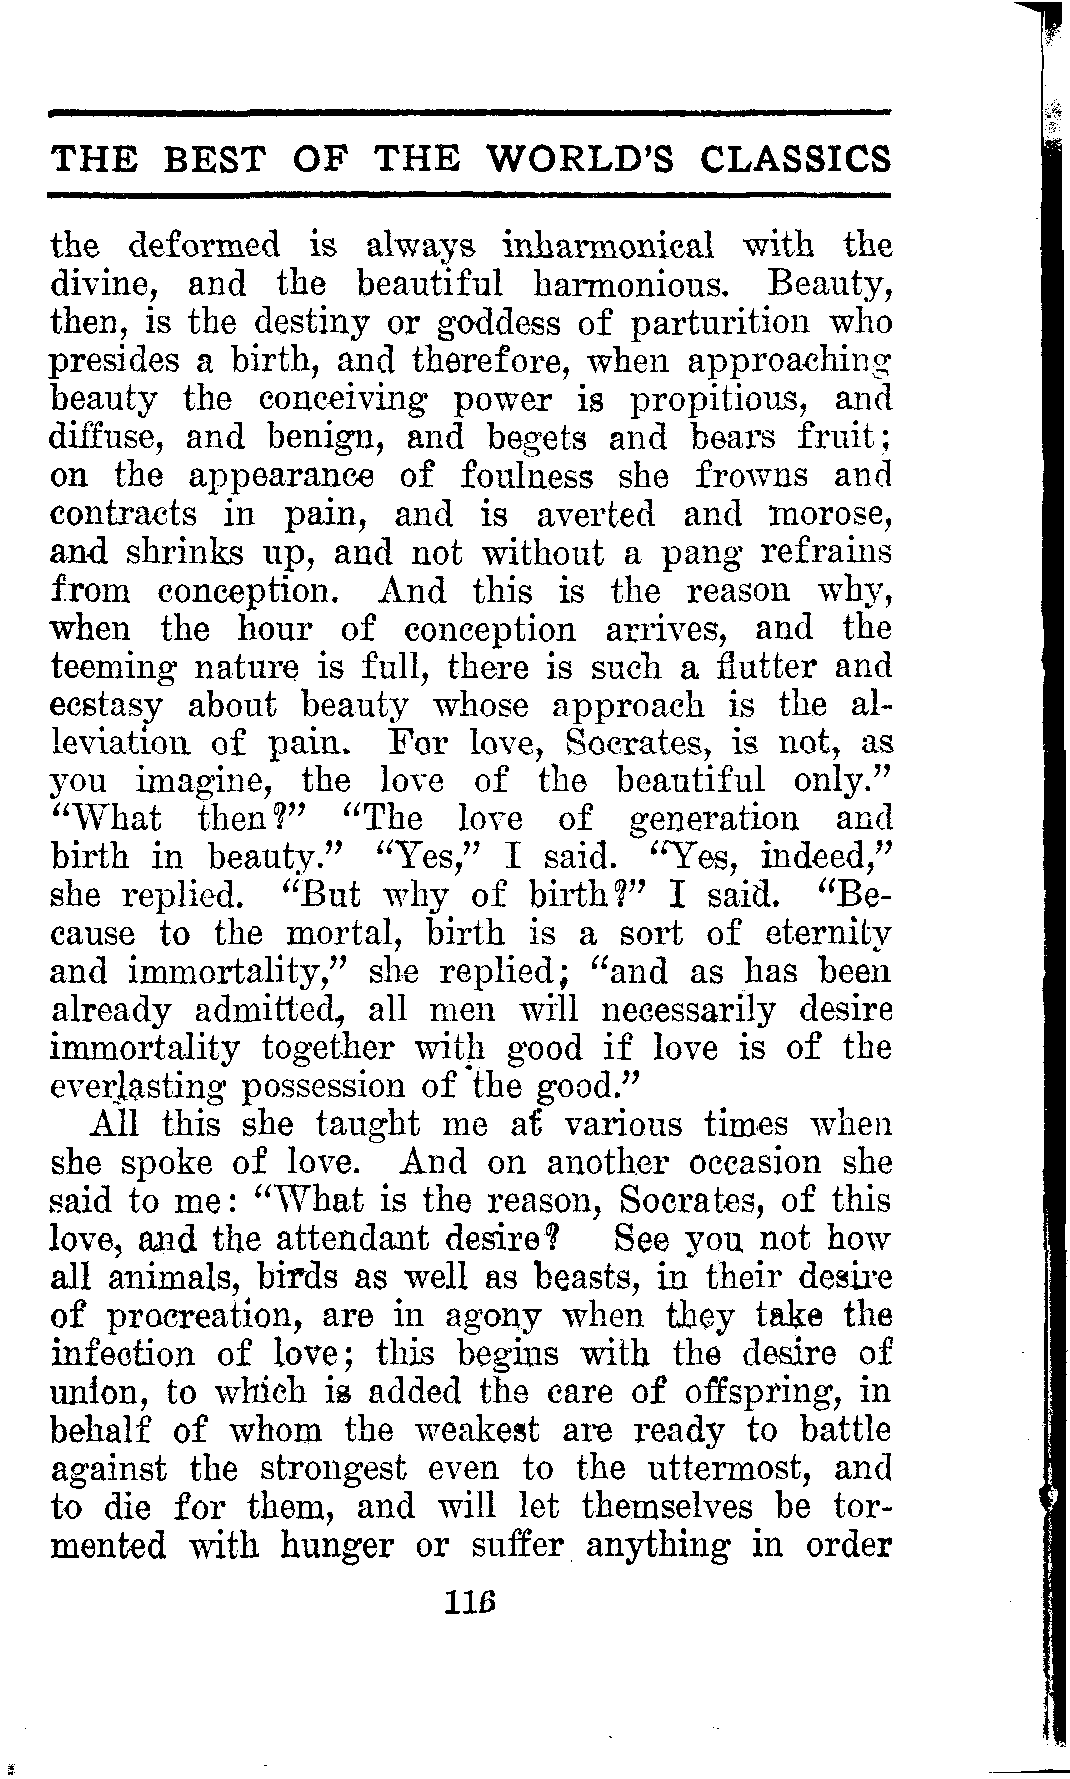 THE BEST OF THE WORLD'S CLASSICS
the deformed is always inharmonical with the
divine, and the beautiful harmonious. Beauty,
then, is the destiny or goddess of parturition who
presides a birth, and therefore, when approaching
beauty the conceiving power is propitious, and
diffuse, and benign, and begets and bears fruit;
on the appearance of foulness she frowns and
contracts in pain, and is averted and morose,
and shrinks up, and not without a pang refrains
from conception. And this is the reason why,
when the hour of conception arrives, and the
teeming nature is full, there is such a flutter and
ecstasy about beauty whose approach is the al-
leviation of pain. For love, Socrates, is not, as
you imagine, the love of the beautiful only."
"What then?" "The love of generation and
birth in beauty." "Yes," I said. "Yes, indeed,"
she replied. "But why of birth?" I said. "Be-
cause to the mortal, birth is a sort of eternity
and immortality," she replied; "and as has been
already admitted, all men will necessarily desire
immortality together with good if love is of the
everlasting possession of the good."
All this she taught me at various times when
she spoke of love. And on another occasion she
said to me: "What is the reason, Socrates, of this
love, and the attendant desire? See you not how
all animals, birds as well as beasts, in their desire
of procreation, are in agony when they take the
infection of love; this begins with the desire of
union, to which is added the care of offspring, in
behalf of whom the weakest are ready to battle
against the strongest even to the uttermost, and
to die for them, and will let themselves be tor-
mented with hunger or suffer anything in order
116